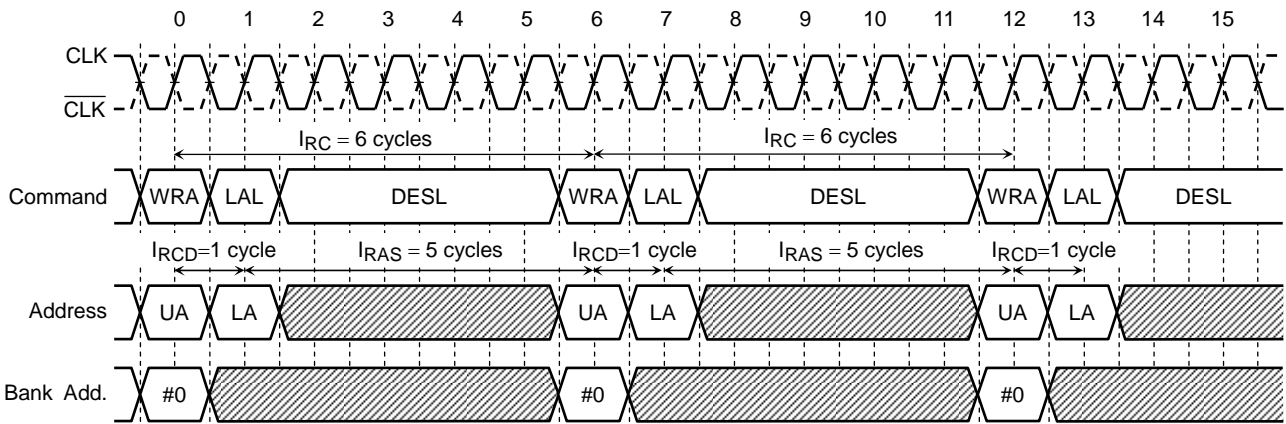 0 1 2 3 4 5 6 7 8 9 10 11 12 13 14 15
CLK
CLK
IRC = 6 cycles IRC = 6 cycles
Command WRA LAL DESL WRA LAL DESL WRA LAL DESL
IRCD=1 cycle IRAS = 5 cycles IRCD=1 cycle IRAS = 5 cycles IRCD=1 cycle
Address UA LA UA LA UA LA
Bank Add. #0 #0 #0